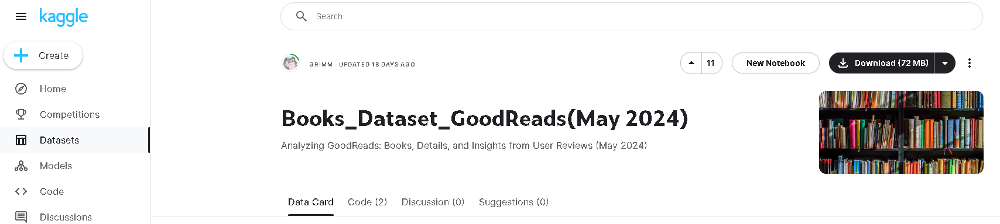 kaggle
Search
Create
GRIMM · UPDATED 18 DAYS AGO
11
New Notebook
Download (72 MB)
Home
Competitions
Datasets
Models
Code
Discussions
Books_Dataset_GoodReads(May 2024)
Analyzing GoodReads: Books, Details, and Insights from User Reviews (May 2024)
Data Card
Code (2)
Discussion (0)
Suggestions (0)